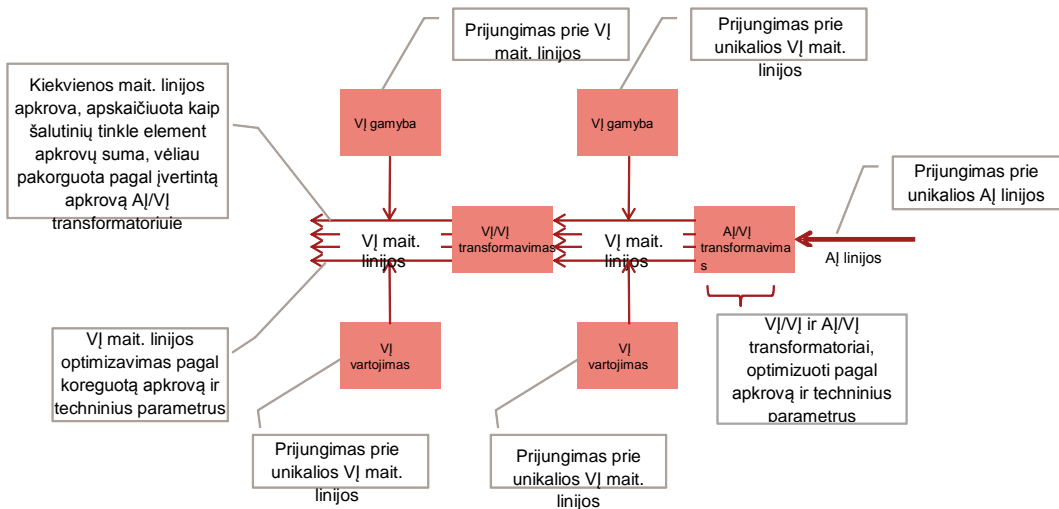 Prijungimas prie VĮ
mait. linijos
Prijungimas prie
unikalios VĮ mait.
linijos
Kiekvienos mait. linijos
apkrova, apskaičiuota kaip
šalutinių tinkle element
apkrovų suma, vėliau
pakorguota pagal įvertintą
apkrovą AĮ/VĮ
transformatoriuie
VĮ gamyba
VĮ gamyba
Prijungimas prie
unikalios AĮ linijos
VĮ mait.
linijos
VĮ/VĮ
transformavimas
VĮ mait.
linijos
AĮ/VĮ
transformavima
s
AĮ linijos
VĮ mait. linijos
optimizavimas pagal
koreguotą apkrovą ir
techninius parametrus
VĮ
vartojimas
VĮ
vartojimas
VĮ/VĮ ir AĮ/VĮ
transformatoriai,
optimizuoti pagal
apkrovą ir techninius
parametrus
Prijungimas prie
unikalios VĮ mait.
linijos
Prijungimas prie
unikalios VĮ mait.
linijos